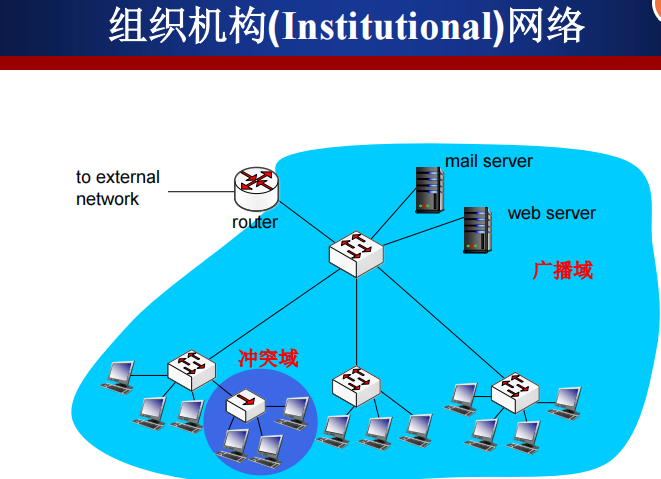 组织机构(Institutional)网络
mail server
to external
network
web server
router
广播域
冲突域